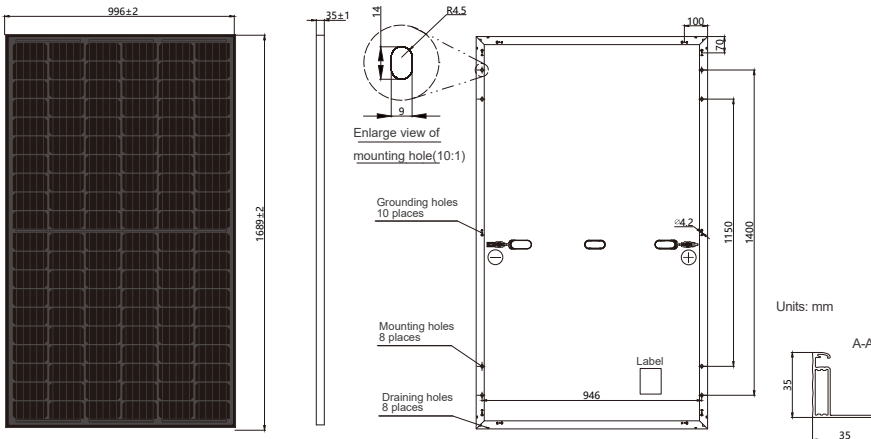 996±2
35±1
1689±2
14
R4.5
9
Enlarge view of
mounting hole(10:1)
100
70
Grounding holes
10 places
⌀4.2
1150
1400
Mounting holes
8 places
Label
946
Draining holes
8 places
Units: mm
A-A
35
35